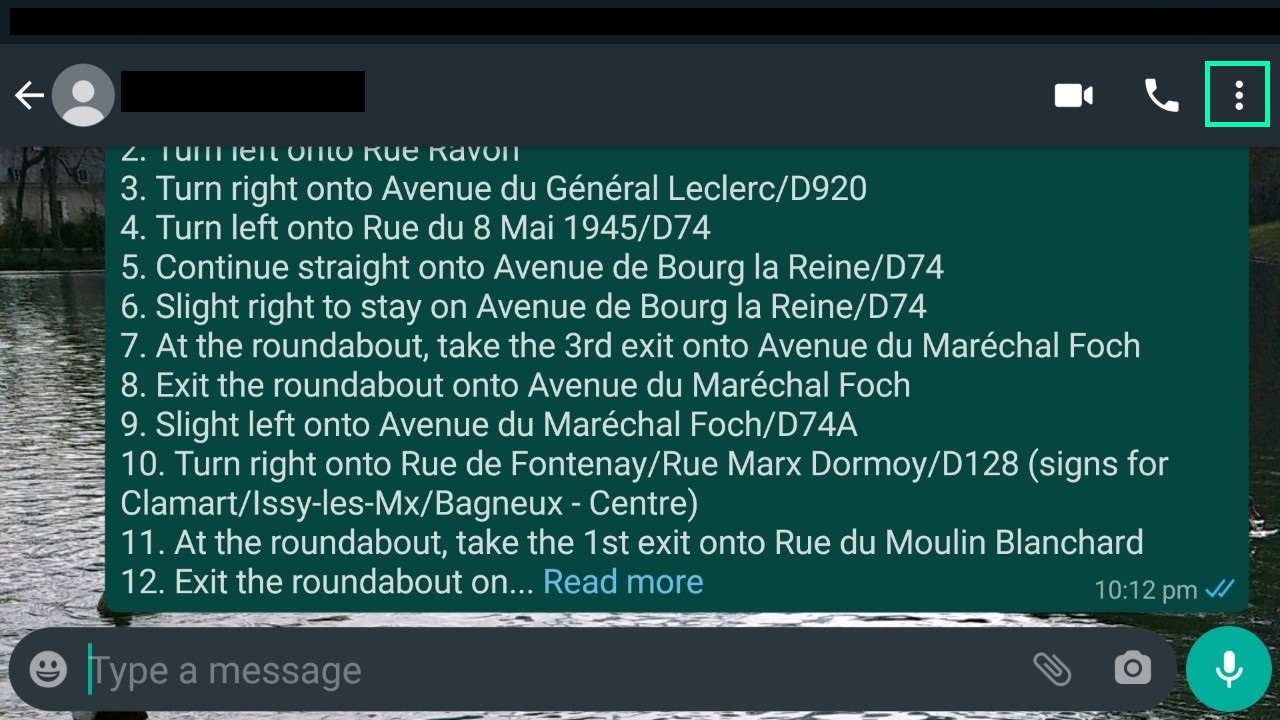 2. Turn left onto Rue Ravon
3. Turn right onto Avenue du Général Leclerc/D920
4. Turn left onto Rue du 8 Mai 1945/D74
5. Continue straight onto Avenue de Bourg la Reine/D74
6. Slight right to stay on Avenue de Bourg la Reine/D74
7. At the roundabout, take the 3rd exit onto Avenue du Maréchal Foch
8. Exit the roundabout onto Avenue du Maréchal Foch
9. Slight left onto Avenue du Maréchal Foch/D74A
10. Turn right onto Rue de Fontenay/Rue Marx Dormoy/D128 (signs for
Clamart/Issy-les-Mx/Bagneux - Centre)
11. At the roundabout, take the 1st exit onto Rue du Moulin Blanchard
12. Exit the roundabout on... Read more
10:12 pm
Type a message